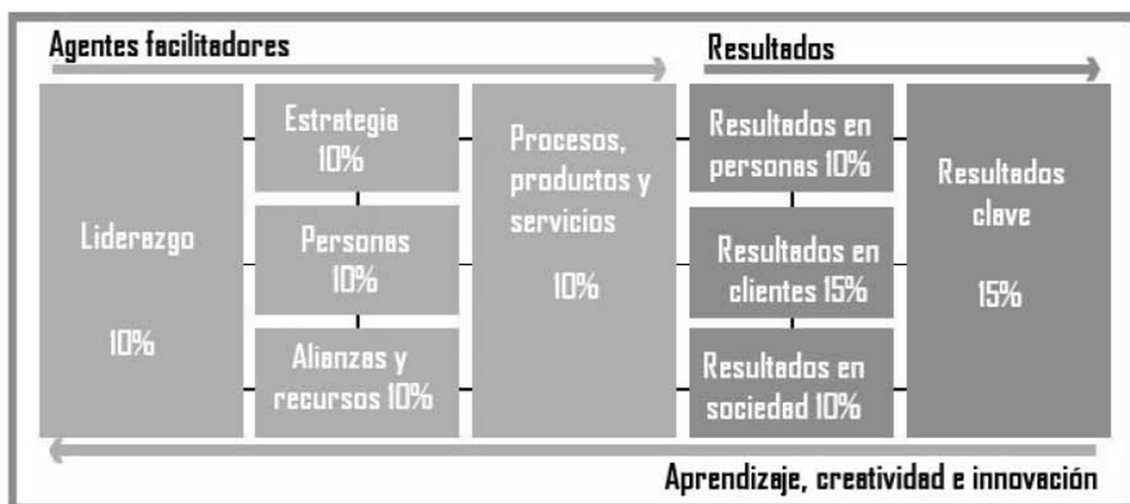 Agentes facilitadores
Resultados
Liderazgo
10%
Estrategia
10%
Personas
10%
Alianzas y
recursos 10%
Procesos,
productos y
servicios
10%
Resultados en
personas 10%
Resultados en
clientes 15%
Resultados en
sociedad 10%
Resultados
clave
15%
Aprendizaje, creatividad e innovación